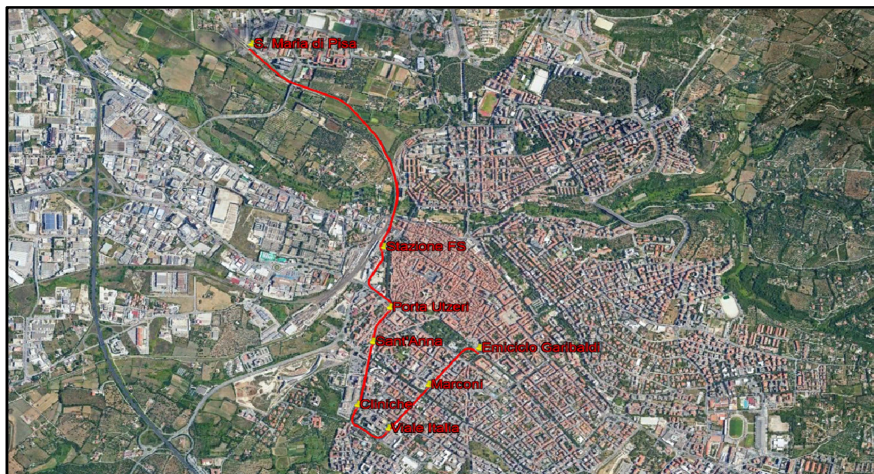 S. Maria di Pisa
Stazione FS
Porta Utzeri
Sant'Anna
Emiciclo Garibaldi
Marconi
Cliniche
Viale Italia